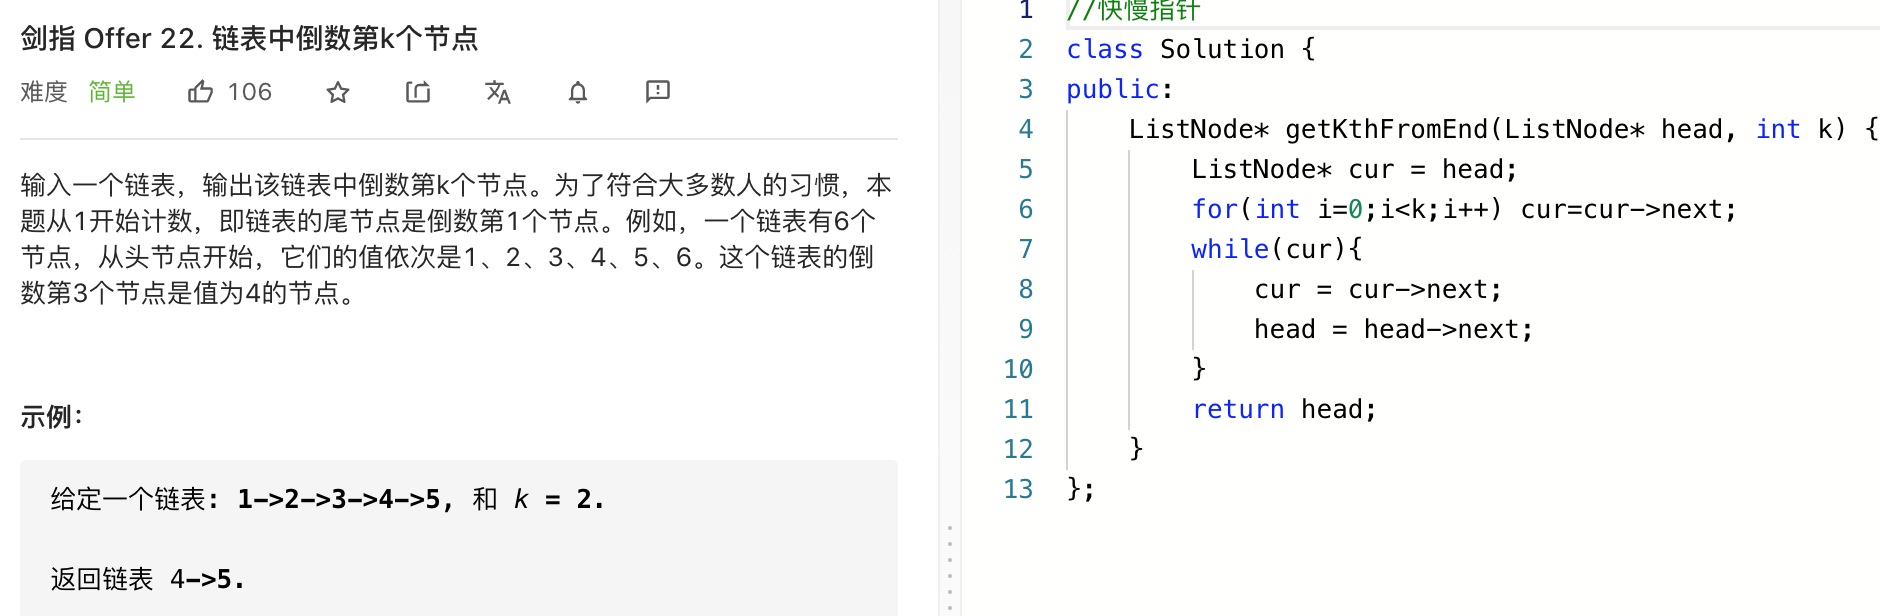 剑指 Offer 22. 链表中倒数第k个节点
难度 简单 106
输入一个链表，输出该链表中倒数第k个节点。为了符合大多数人的习惯，本
题从1开始计数，即链表的尾节点是倒数第1个节点。例如，一个链表有6个
节点，从头节点开始，它们的值依次是1、2、3、4、5、6。这个链表的倒
数第3个节点是值为4的节点。
示例：
给定一个链表: 1->2->3->4->5, 和 k = 2.
返回链表 4->5.
1 //快慢指针
2 class Solution {
3 public:
4     ListNode* getKthFromEnd(ListNode* head, int k) {
5         ListNode* cur = head;
6         for(int i=0;i<k;i++) cur=cur->next;
7         while(cur){
8             cur = cur->next;
9             head = head->next;
10         }
11         return head;
12     }
13 };